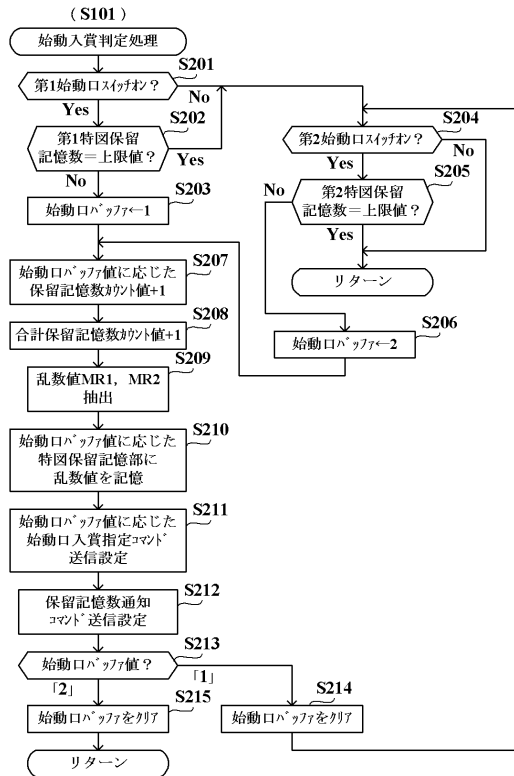 （S101）
始動入賞判定処理
S201
第1始動口ｽｲｯﾁオン？
No
Yes
S202
第1特図保留
記憶数＝上限値？
Yes
No
S203
始動口ﾊﾞｯﾌｧ←1
S204
第2始動口ｽｲｯﾁオン？
No
Yes
S205
No
第2特図保留
記憶数＝上限値？
Yes
リターン
S206
始動口ﾊﾞｯﾌｧ←2
S207
始動口ﾊﾞｯﾌｧ値に応じた
保留記憶数ｶｳﾝﾄ値+1
S208
合計保留記憶数ｶｳﾝﾄ値+1
S209
乱数値MR1，MR2
抽出
S210
始動口ﾊﾞｯﾌｧ値に応じた
特図保留記憶部に
乱数値を記憶
S211
始動口ﾊﾞｯﾌｧ値に応じた
始動口入賞指定ｺﾏﾝﾄﾞ
送信設定
S212
保留記憶数通知
ｺﾏﾝﾄﾞ送信設定
S213
始動口ﾊﾞｯﾌｧ値？
「2」
「1」
S215
始動口ﾊﾞｯﾌｧをクリア
S214
始動口ﾊﾞｯﾌｧをクリア
リターン